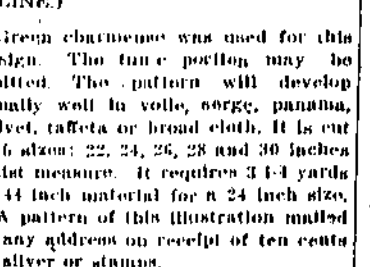 LINE.)
Green charmeuse was used for this
sign. The tunic portion may be
itted. The pattern will develop
ually well in voile, serge, panama,
lvet, taffeta or broad cloth. It is cut
6 sizes: 22, 24, 26, 28 and 30 inches
ist measure. It requires 3 1-4 yards
44 inch material for a 24 inch size.
A pattern of this illustration mailed
any address on receipt of ten cents
silver or stamps.